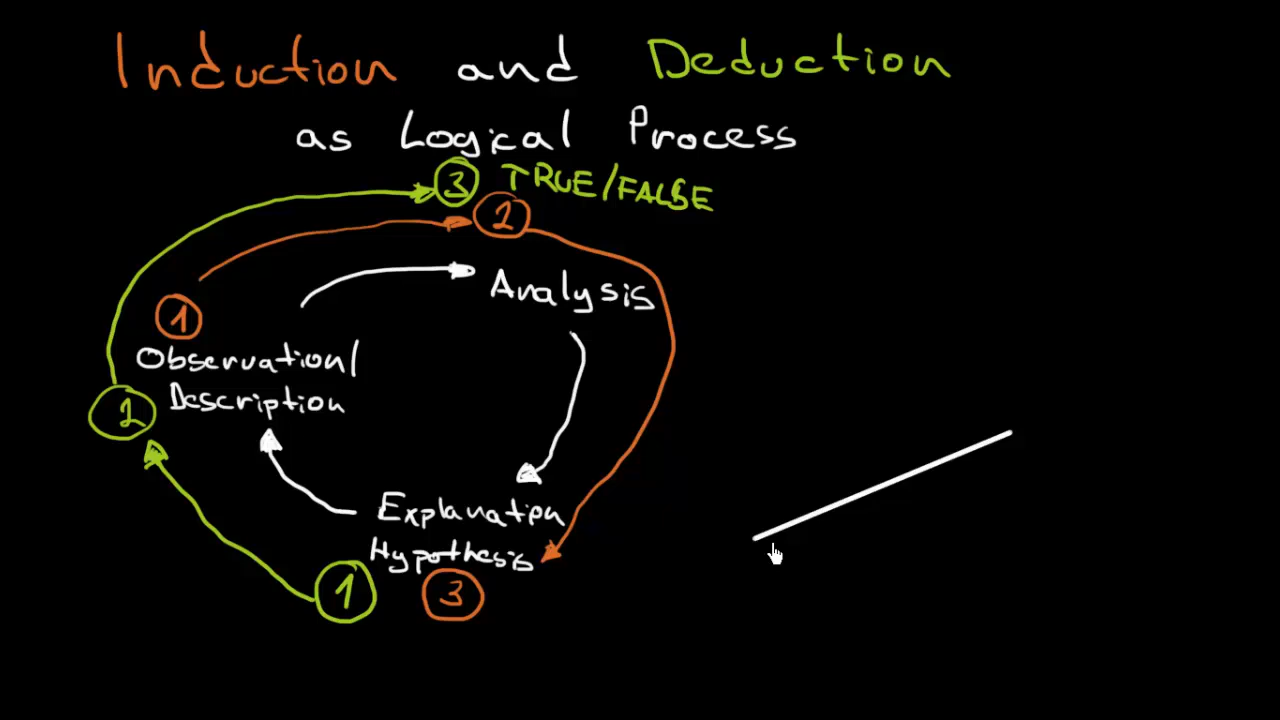 Induction and Deduction
as Logical Process
3 TRUE/FALSE
2
Analysis
1
Observation/
Description
2
Explanation
Hypothesis
1
3